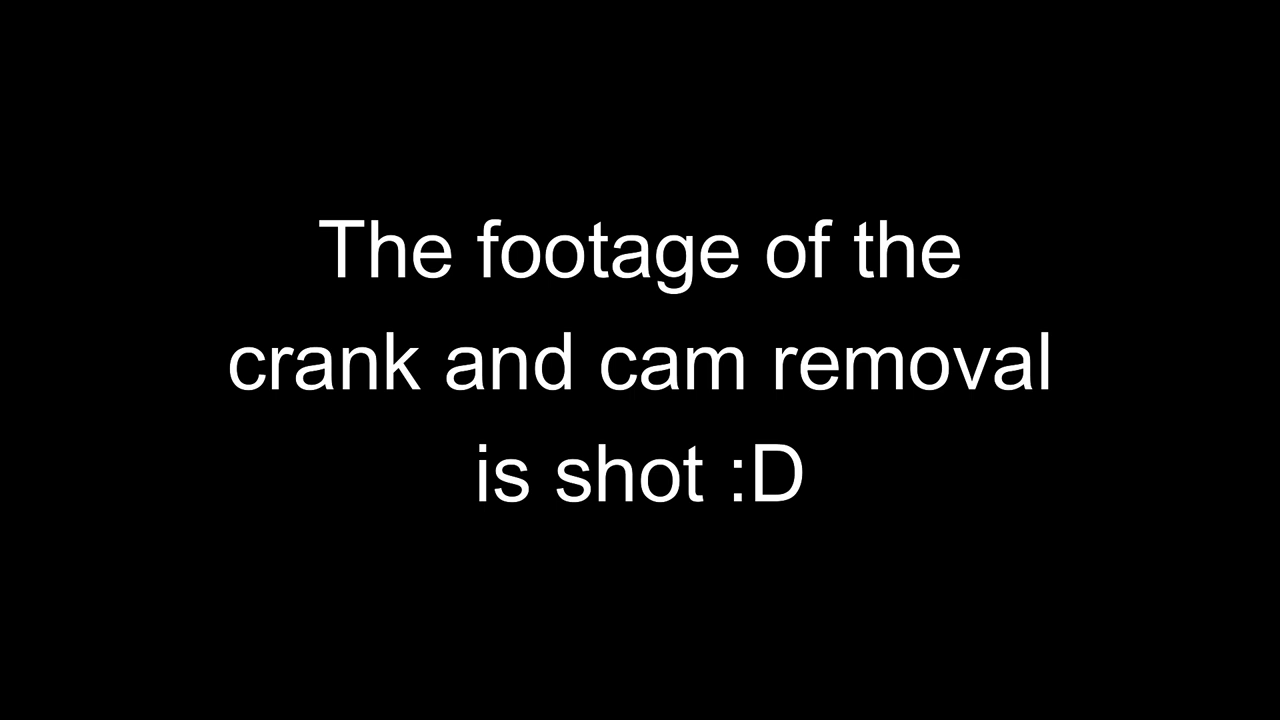 The footage of the
crank and cam removal
is shot :D